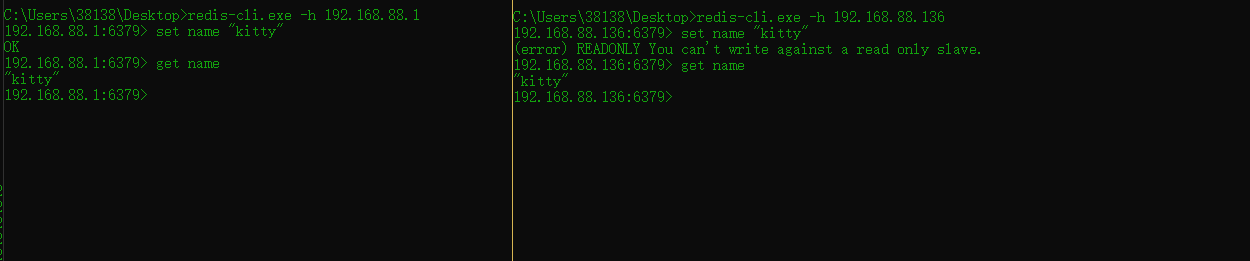 C:\Users\38138\Desktop>redis-cli.exe -h 192.168.88.1
192.168.88.1:6379> set name "kitty"
OK
192.168.88.1:6379> get name
"kitty"
192.168.88.1:6379>
C:\Users\38138\Desktop>redis-cli.exe -h 192.168.88.136
192.168.88.136:6379> set name "kitty"
(error) READONLY You can't write against a read only slave.
192.168.88.136:6379> get name
"kitty"
192.168.88.136:6379>